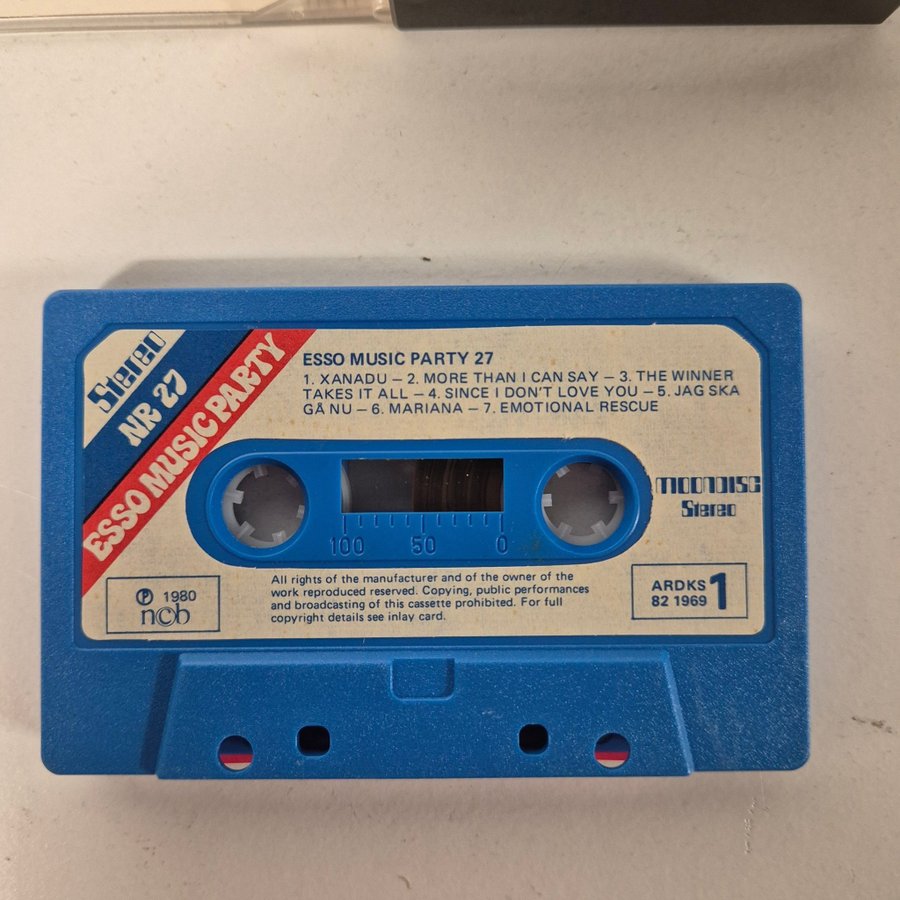 Stereo
NR 27
ESSO MUSIC PARTY
ESSO MUSIC PARTY 27
1. XANADU – 2. MORE THAN I CAN SAY – 3. THE WINNER
TAKES IT ALL – 4. SINCE I DON'T LOVE YOU – 5. JAG SKA
GÅ NU – 6. MARIANA – 7. EMOTIONAL RESCUE
MOONDISC
Stereo
100 50 0
℗ 1980
ncb
All rights of the manufacturer and of the owner of the
work reproduced reserved. Copying, public performances
and broadcasting of this cassette prohibited. For full
copyright details see inlay card.
ARDKS
82 1969
1